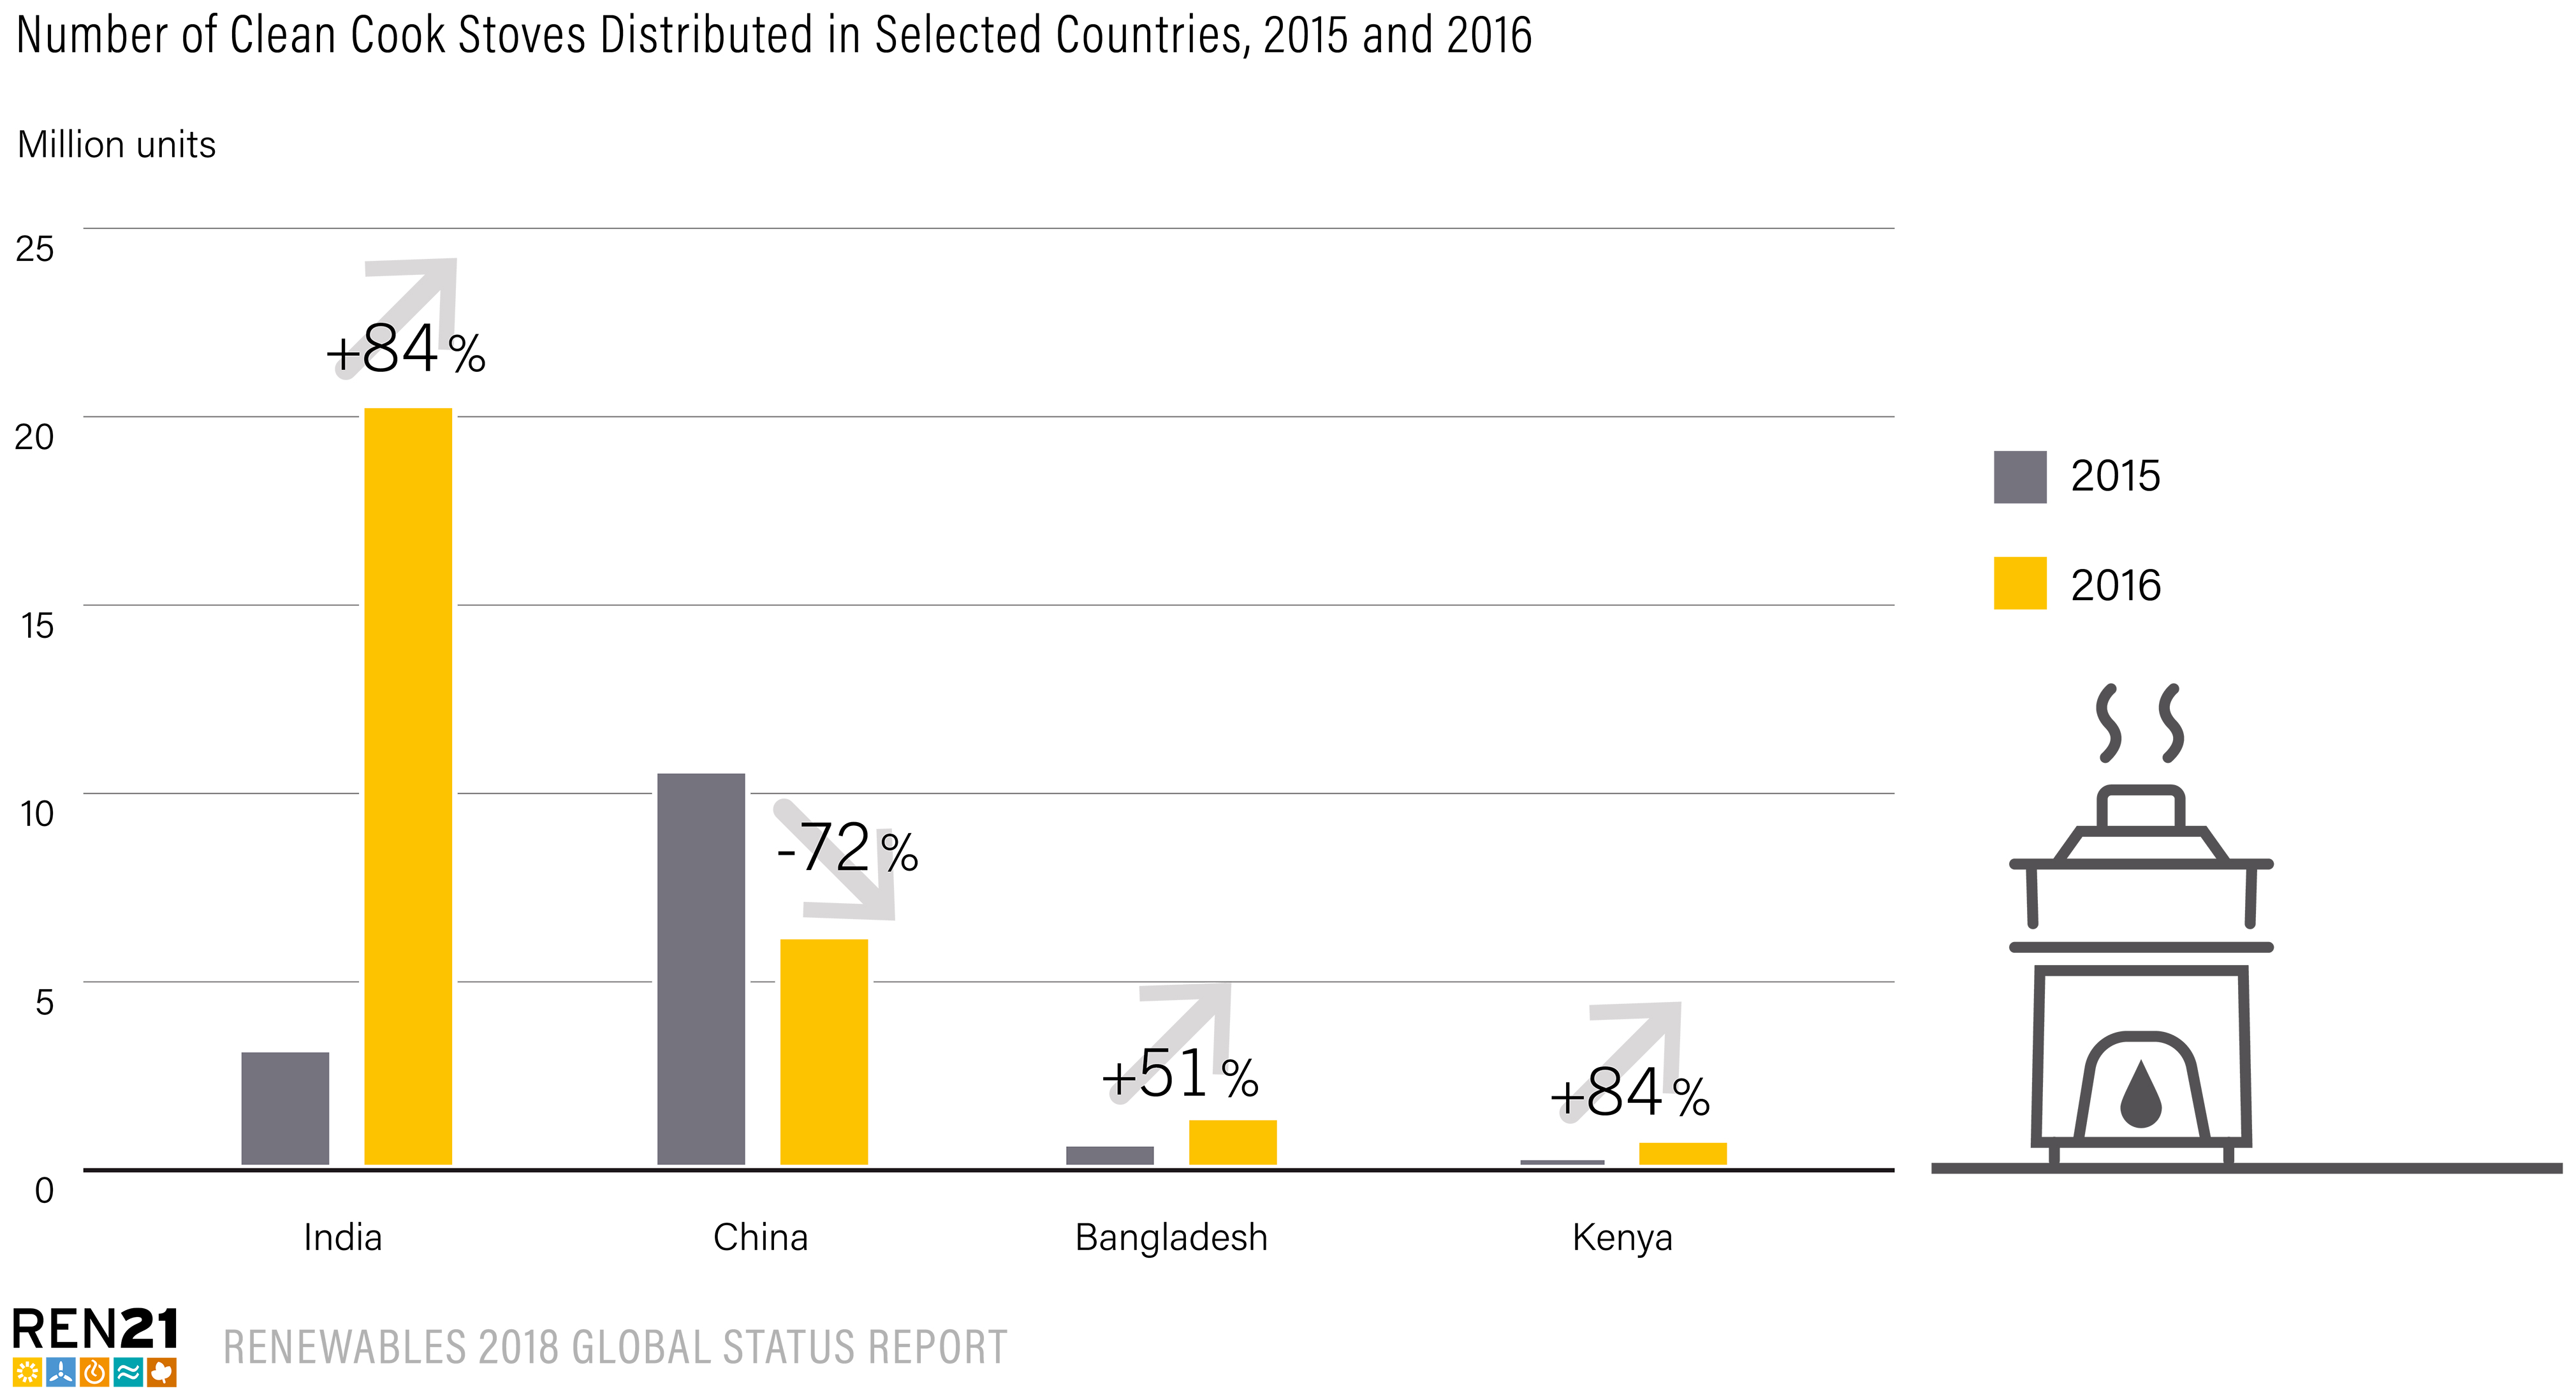 Number of Clean Cook Stoves Distributed in Selected Countries, 2015 and 2016
Million units
25
+84 %
20
2015
2016
15
10
-72 %
5
+51 %
+84 %
0
India
China
Bangladesh
Kenya
REN21
RENEWABLES 2018 GLOBAL STATUS REPORT